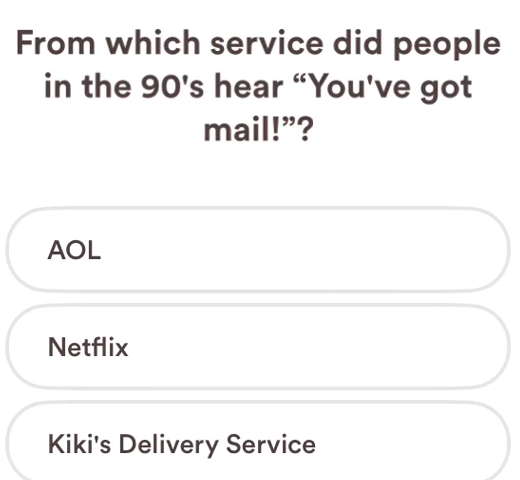 From which service did people
in the 90's hear “You've got
mail!”?
AOL
Netflix
Kiki's Delivery Service